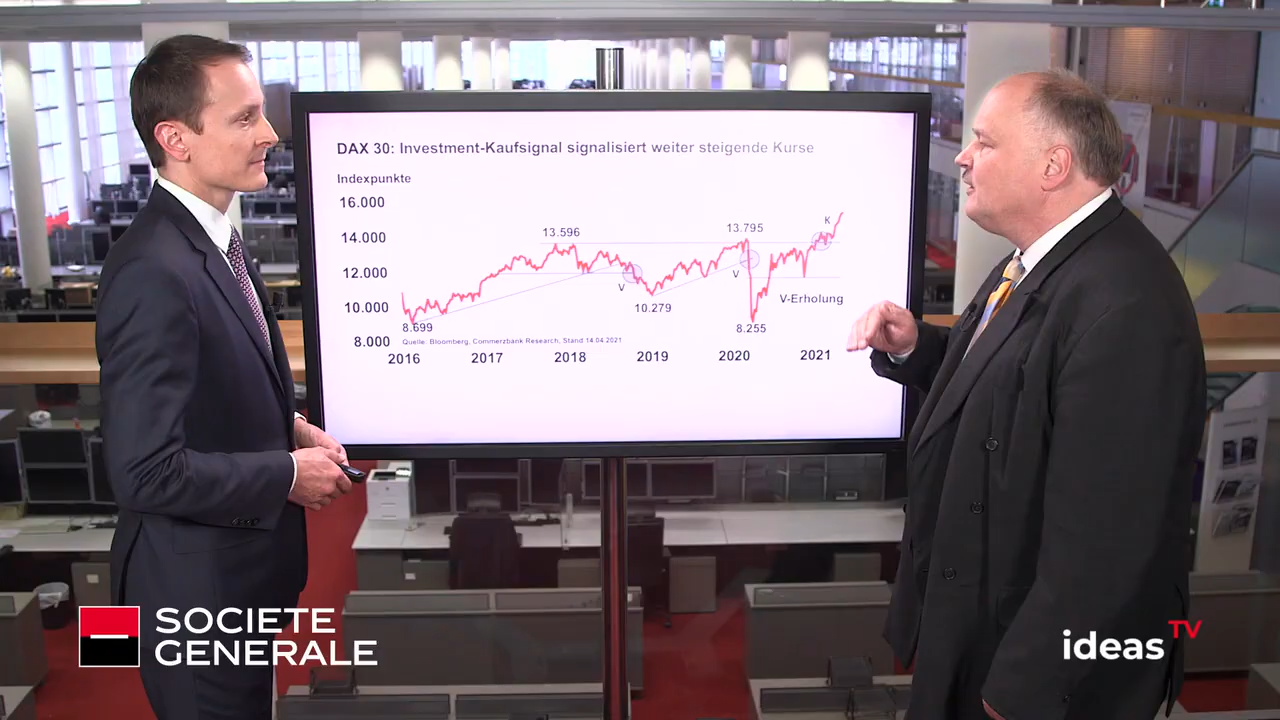 DAX 30: Investment-Kaufsignal signalisiert weiter steigende Kurse
Indexpunkte
16.000
14.000
12.000
10.000
8.000
13.596
13.795
K
V
V
10.279
V-Erholung
8.699
8.255
Quelle: Bloomberg, Commerzbank Research, Stand 14.04.2021
2016 2017 2018 2019 2020 2021
SOCIETE
GENERALE
ideasTV